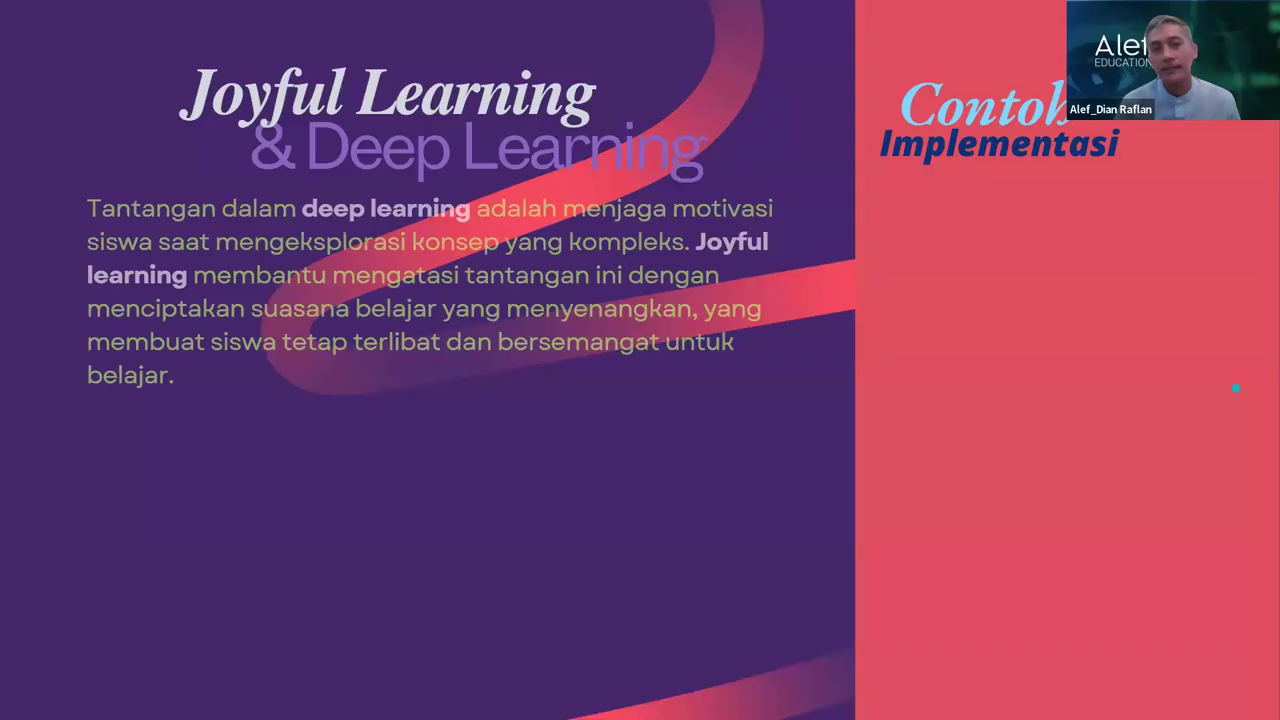 Joyful Learning
& Deep Learning
Tantangan dalam deep learning adalah menjaga motivasi
siswa saat mengeksplorasi konsep yang kompleks. Joyful
learning membantu mengatasi tantangan ini dengan
menciptakan suasana belajar yang menyenangkan, yang
membuat siswa tetap terlibat dan bersemangat untuk
belajar.
Contoh
Implementasi
Alef
EDUCATION
Alef_Dian Raflan